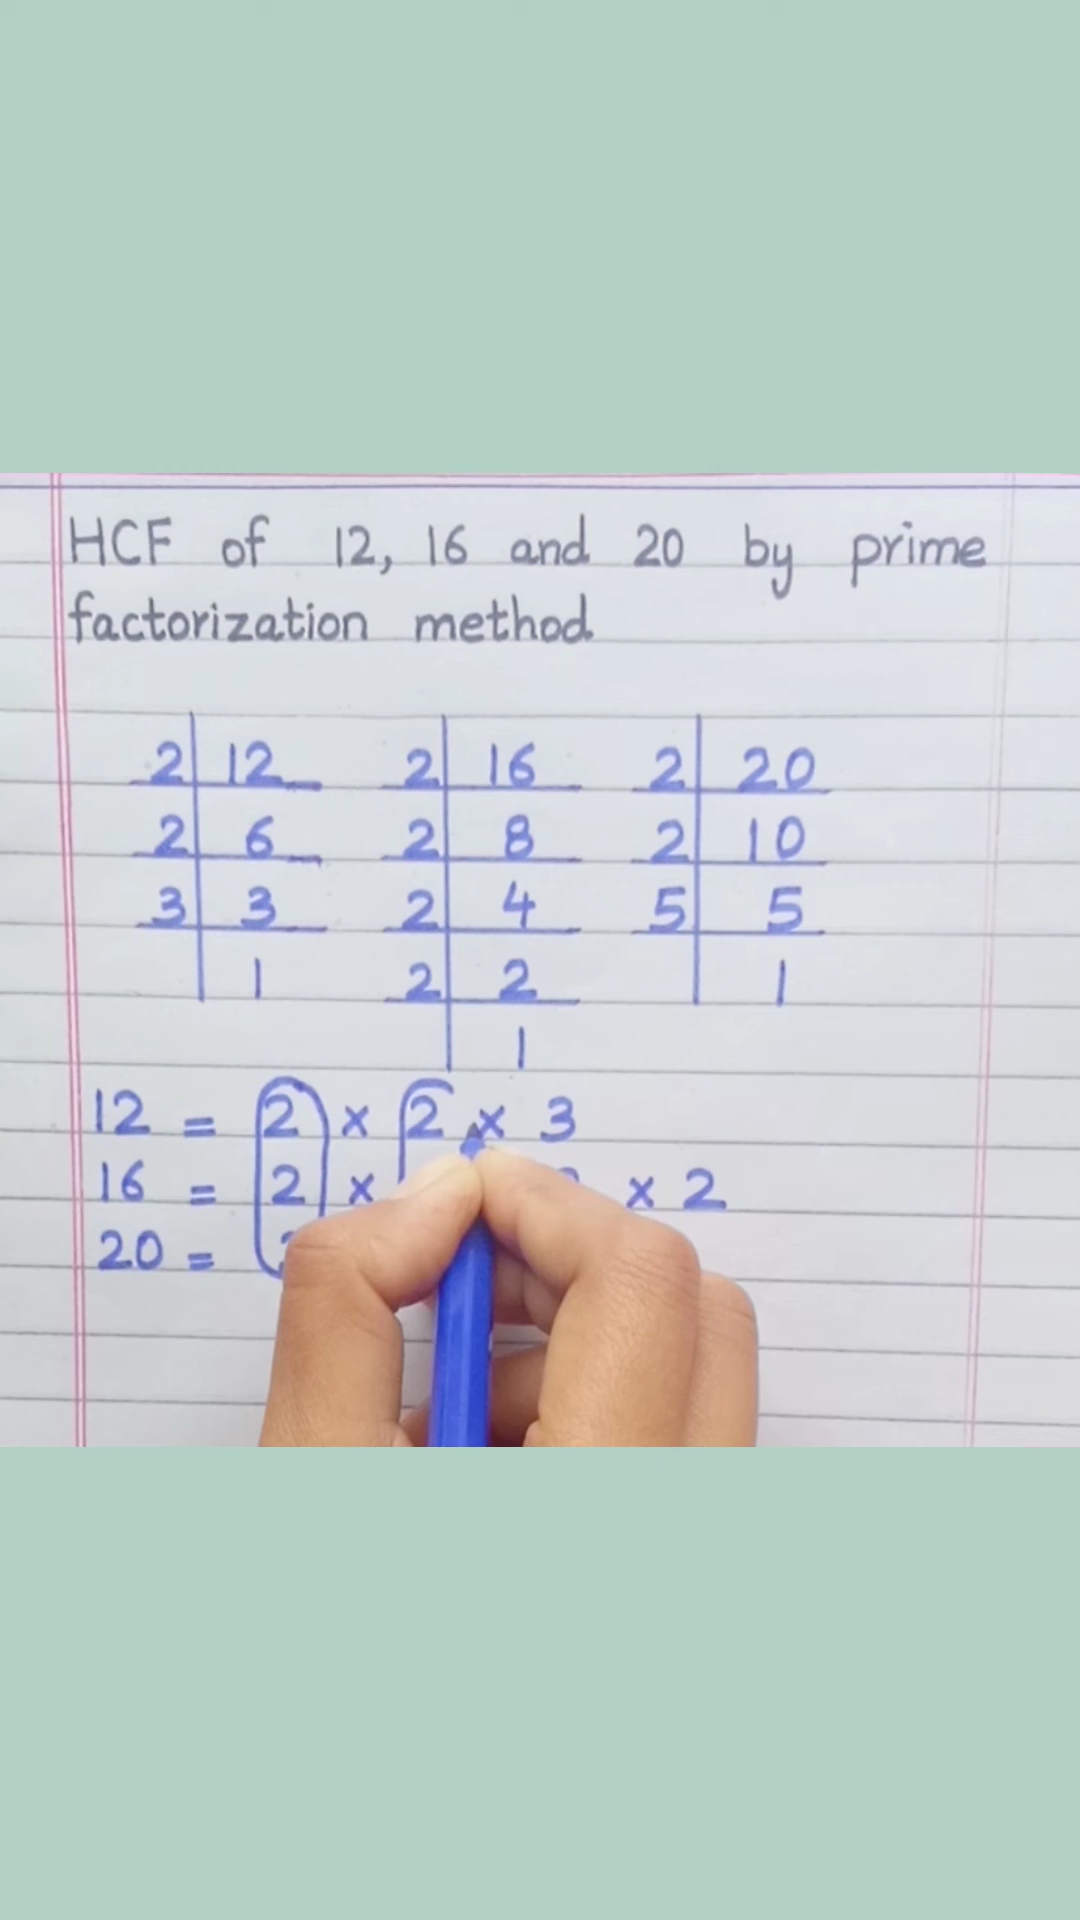 HCF of 12, 16 and 20 by prime
factorization method
2 12 2 16 2 20
2 6 2 8 2 10
3 3 2 4 5 5
1 2 2 1
1
12 = 2 × 2 × 3
16 = 2 × × 2
20 =